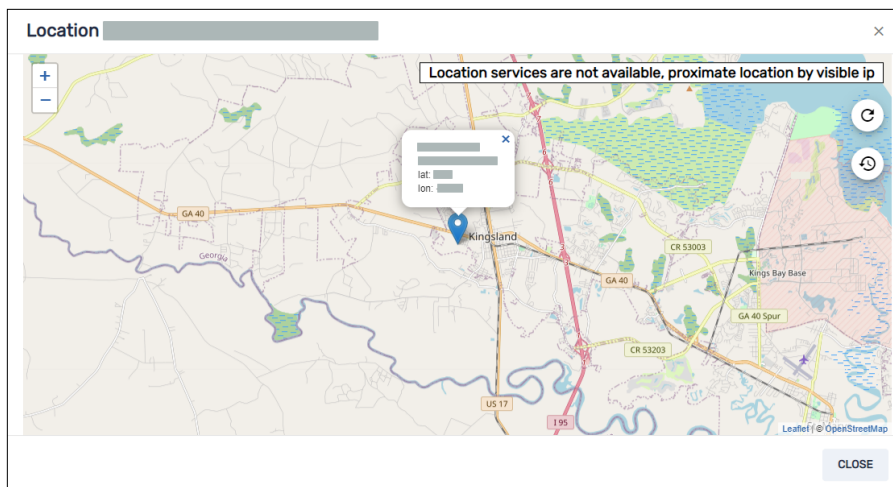 Location
×
+
−
Location services are not available, proximate location by visible ip
×
lat:
lon:
GA 40
Kingsland
Georgia
CR 53003
Kings Bay Base
GA 40
GA 40 Spur
CR 53203
US 17
I 95
Leaflet | © OpenStreetMap
CLOSE